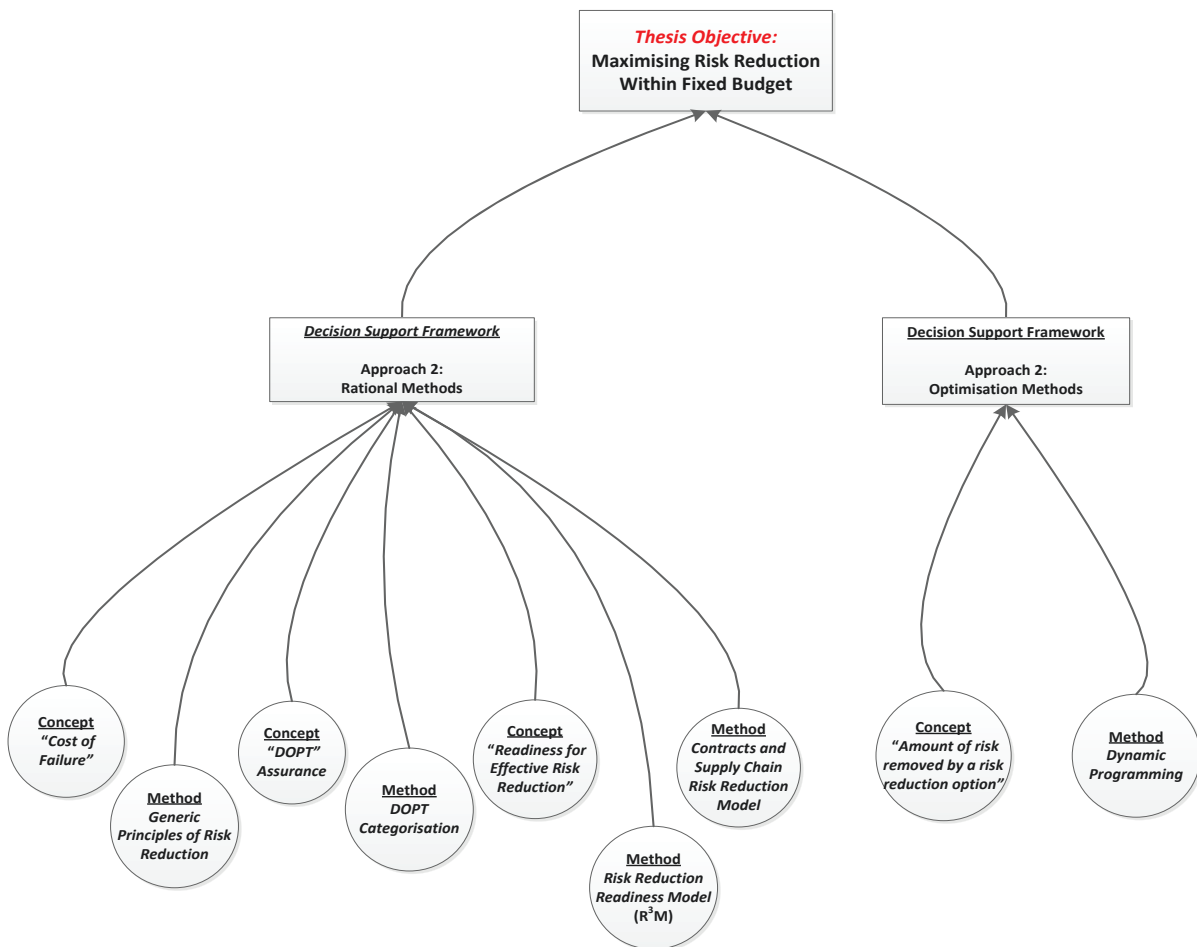 Thesis Objective:
Maximising Risk Reduction
Within Fixed Budget
Decision Support Framework
Approach 2:
Rational Methods
Decision Support Framework
Approach 2:
Optimisation Methods
Concept
“Cost of
Failure”
Method
Generic
Principles of Risk
Reduction
Concept
“DOPT”
Assurance
Method
DOPT
Categorisation
Concept
“Readiness for
Effective Risk
Reduction”
Method
Risk Reduction
Readiness Model
(R³M)
Method
Contracts and
Supply Chain
Risk Reduction
Model
Concept
“Amount of risk
removed by a risk
reduction option”
Method
Dynamic
Programming